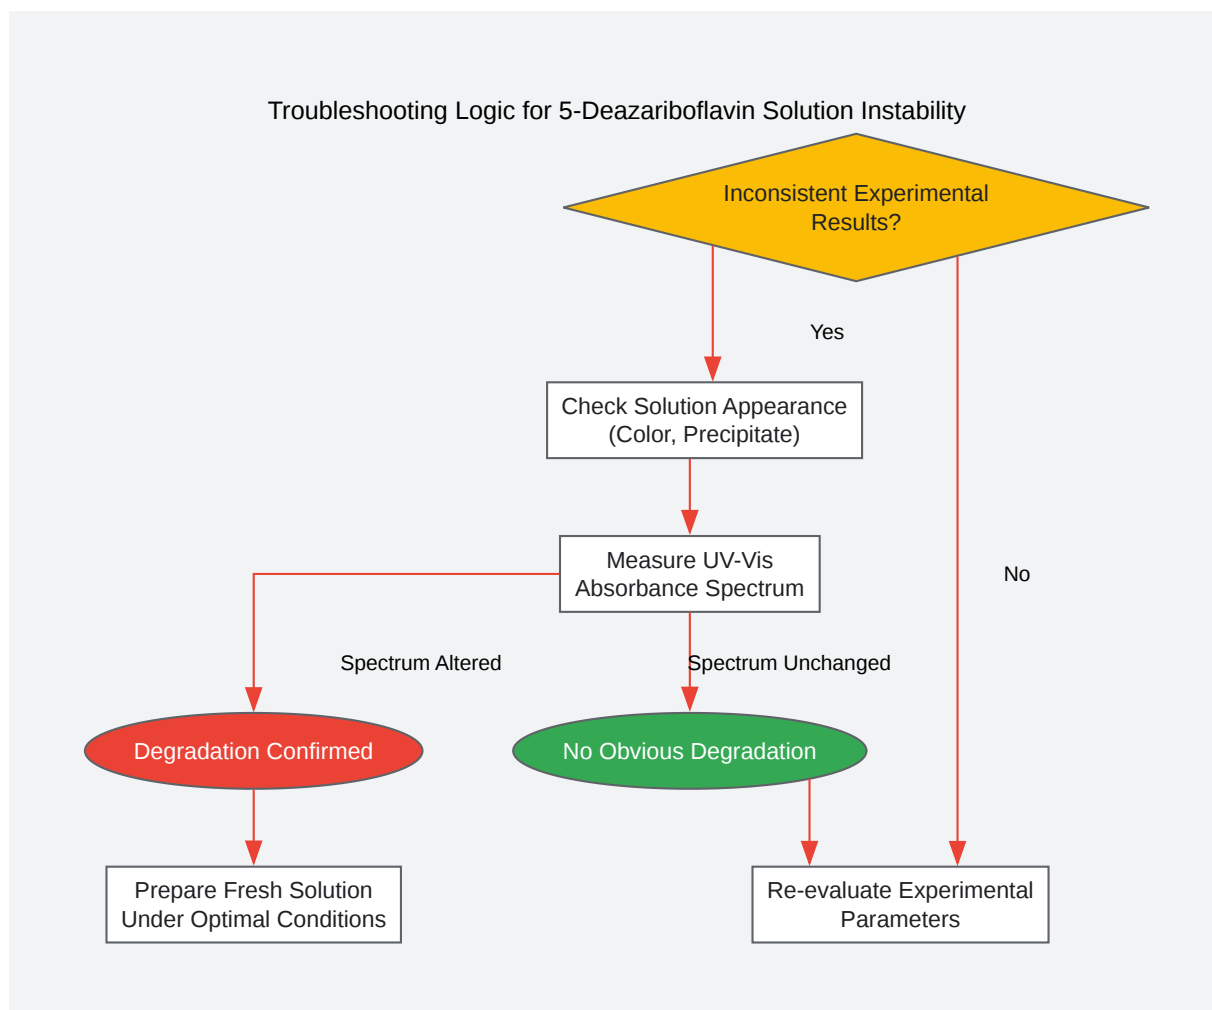 Troubleshooting Logic for 5-Deazariboflavin Solution Instability
Inconsistent Experimental
Results?
Yes
Check Solution Appearance
(Color, Precipitate)
Measure UV-Vis
Absorbance Spectrum
No
Spectrum Altered
Spectrum Unchanged
Degradation Confirmed
No Obvious Degradation
Prepare Fresh Solution
Under Optimal Conditions
Re-evaluate Experimental
Parameters